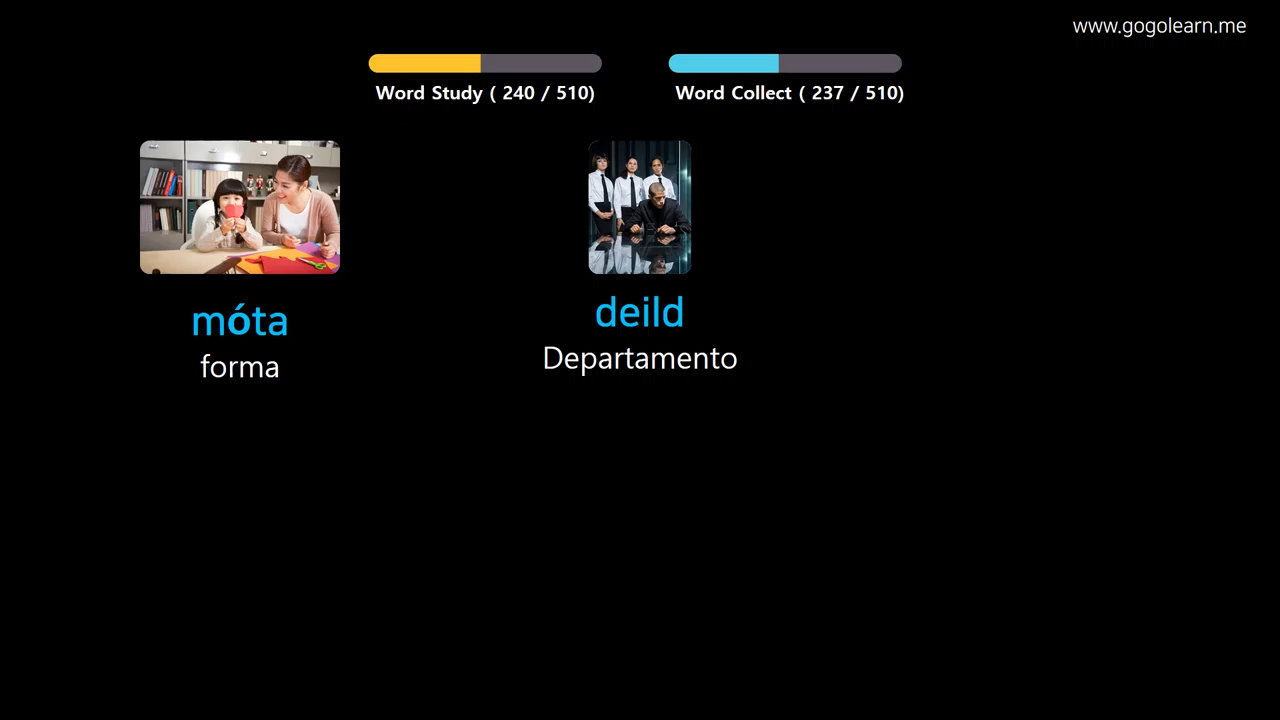 www.gogolearn.me
Word Study ( 240 / 510)
Word Collect ( 237 / 510)
móta
forma
deild
Departamento